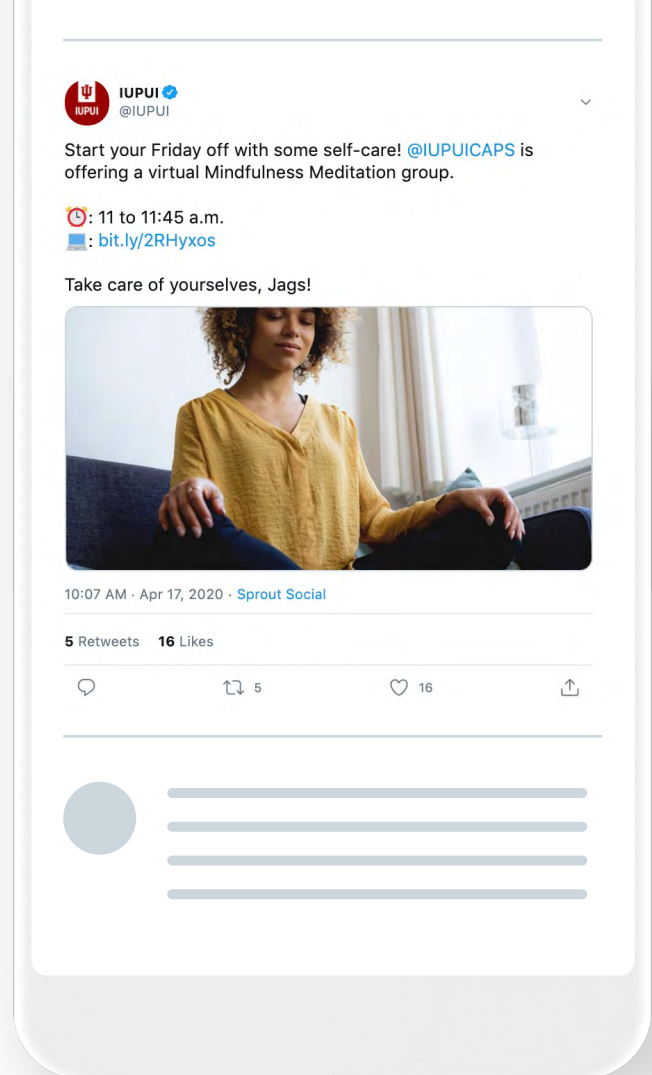 IUPUI
IUPUI
@IUPUI
Start your Friday off with some self-care! @IUPUICAPS is
offering a virtual Mindfulness Meditation group.
⏰: 11 to 11:45 a.m.
💻: bit.ly/2RHyxos
Take care of yourselves, Jags!
10:07 AM · Apr 17, 2020 · Sprout Social
5 Retweets 16 Likes
5 16